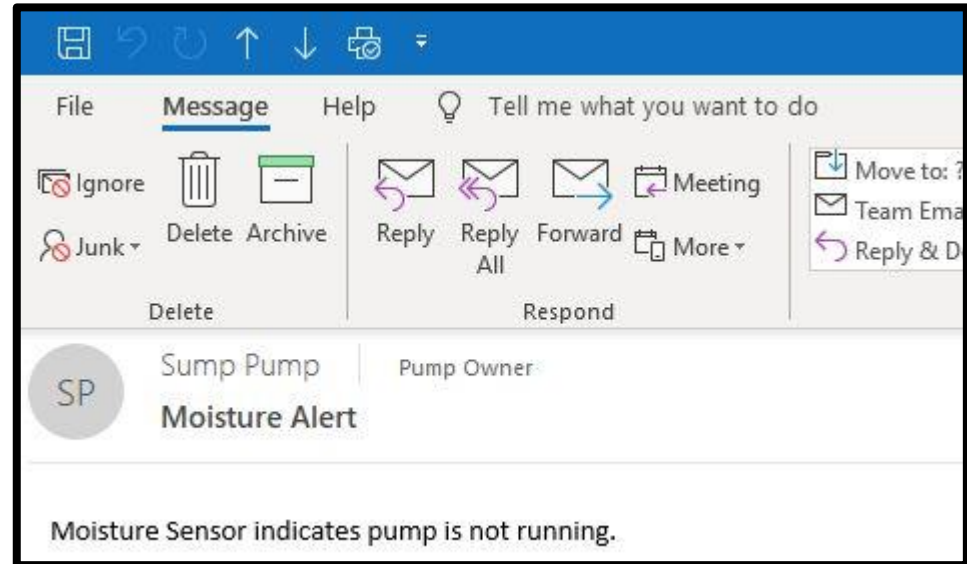 File Message Help Tell me what you want to do
Ignore Delete Archive Reply Reply All Forward Meeting Move to: ?
Junk More Team Ema
Reply & D
Delete Respond
SP Sump Pump Pump Owner
Moisture Alert
Moisture Sensor indicates pump is not running.